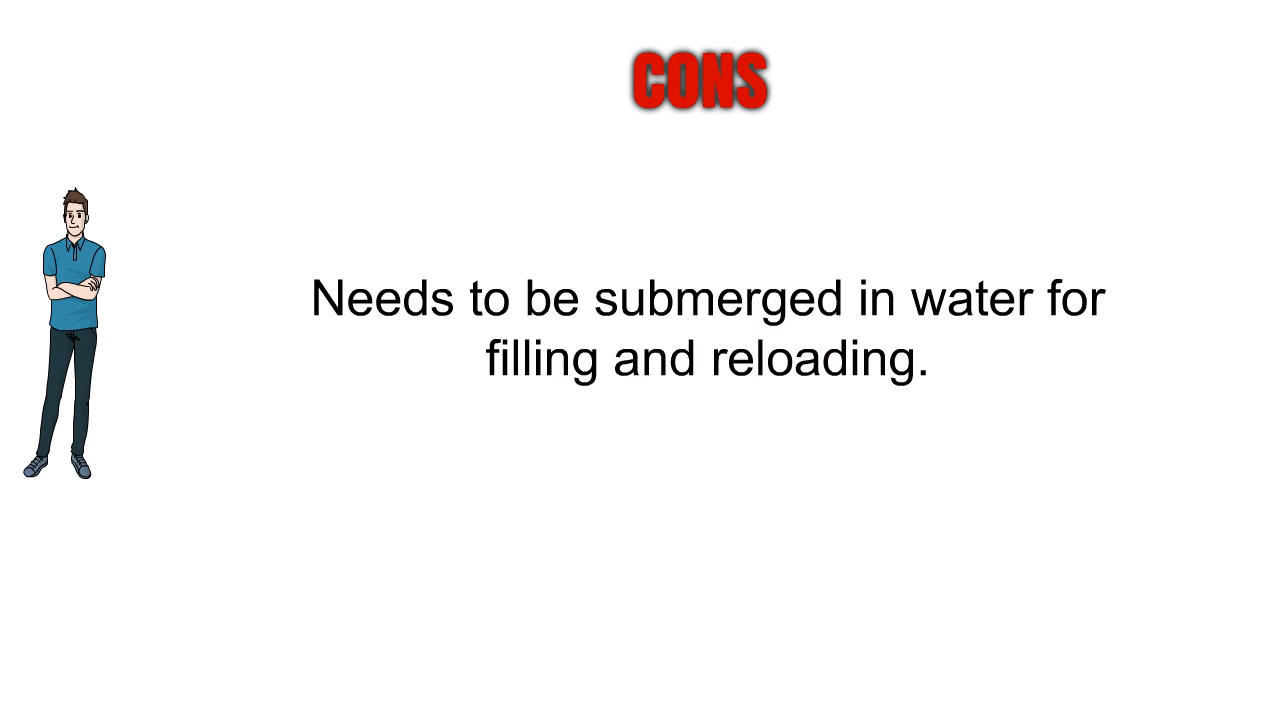 CONS
Needs to be submerged in water for
filling and reloading.